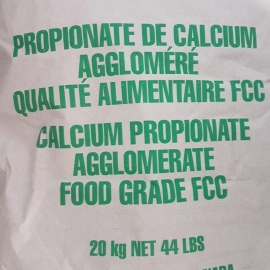 PROPIONATE DE CALCIUM
AGGLOMÉRÉ
QUALITÉ ALIMENTAIRE FCC
CALCIUM PROPIONATE
AGGLOMERATE
FOOD GRADE FCC
20 kg NET 44 LBS